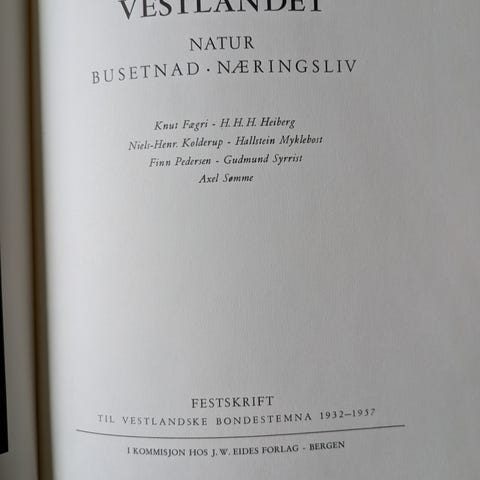 VESTLANDET
NATUR
BUSETNAD · NÆRINGSLIV
Knut Fægri - H. H. H. Heiberg
Niels-Henr. Kolderup - Hallstein Myklebost
Finn Pedersen - Gudmund Syrrist
Axel Sømme
FESTSKRIFT
TIL VESTLANDSKE BONDESTEMNA 1932–1957
I KOMMISJON HOS J. W. EIDES FORLAG - BERGEN